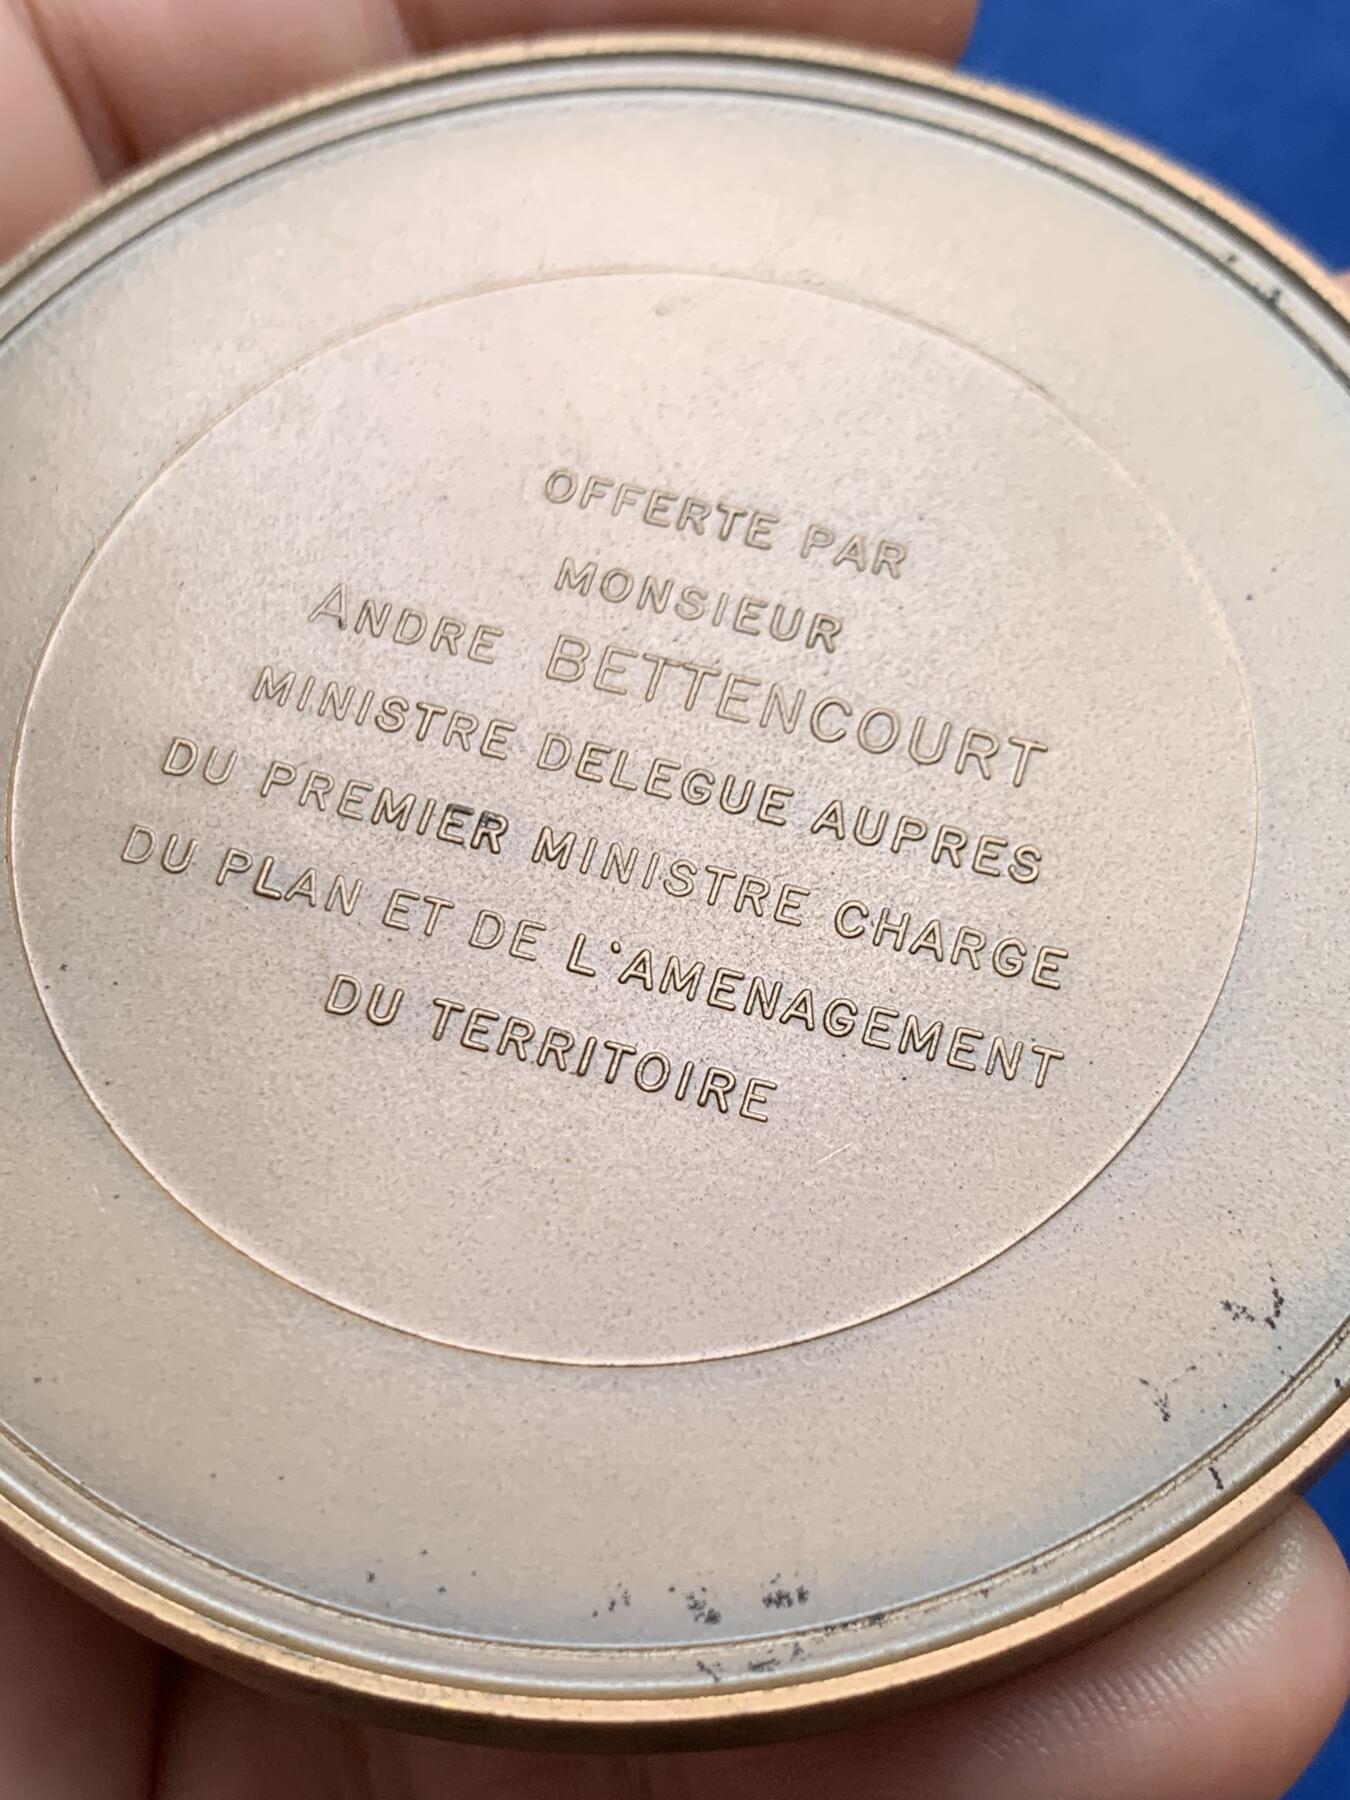 OFFERTE PAR
MONSIEUR
ANDRE BETTENCOURT
MINISTRE DELEGUE AUPRES
DU PREMIER MINISTRE CHARGE
DU PLAN ET DE L'AMENAGEMENT
DU TERRITOIRE